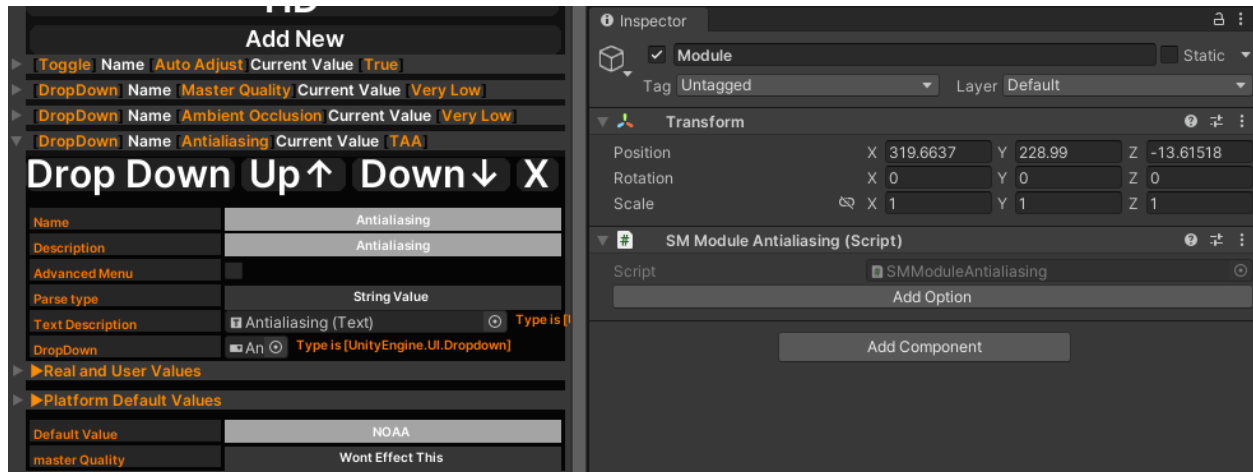 HD
Add New
[Toggle] Name [Auto Adjust]Current Value [True]
[DropDown] Name [Master Quality]Current Value [Very Low]
[DropDown] Name [Ambient Occlusion]Current Value [Very Low]
[DropDown] Name [Antialiasing]Current Value [TAA]
Drop Down Up↑ Down↓ X
Name Antialiasing
Description Antialiasing
Advanced Menu
Parse type String Value
Text Description Antialiasing (Text) Type is [U
DropDown An Type is [UnityEngine.UI.Dropdown]
▶Real and User Values
▶Platform Default Values
Default Value NOAA
master Quality Wont Effect This
Inspector
Module Static
Tag Untagged Layer Default
Transform
Position X 319.6637 Y 228.99 Z -13.61518
Rotation X 0 Y 0 Z 0
Scale X 1 Y 1 Z 1
# SM Module Antialiasing (Script)
Script SMModuleAntialiasing
Add Option
Add Component